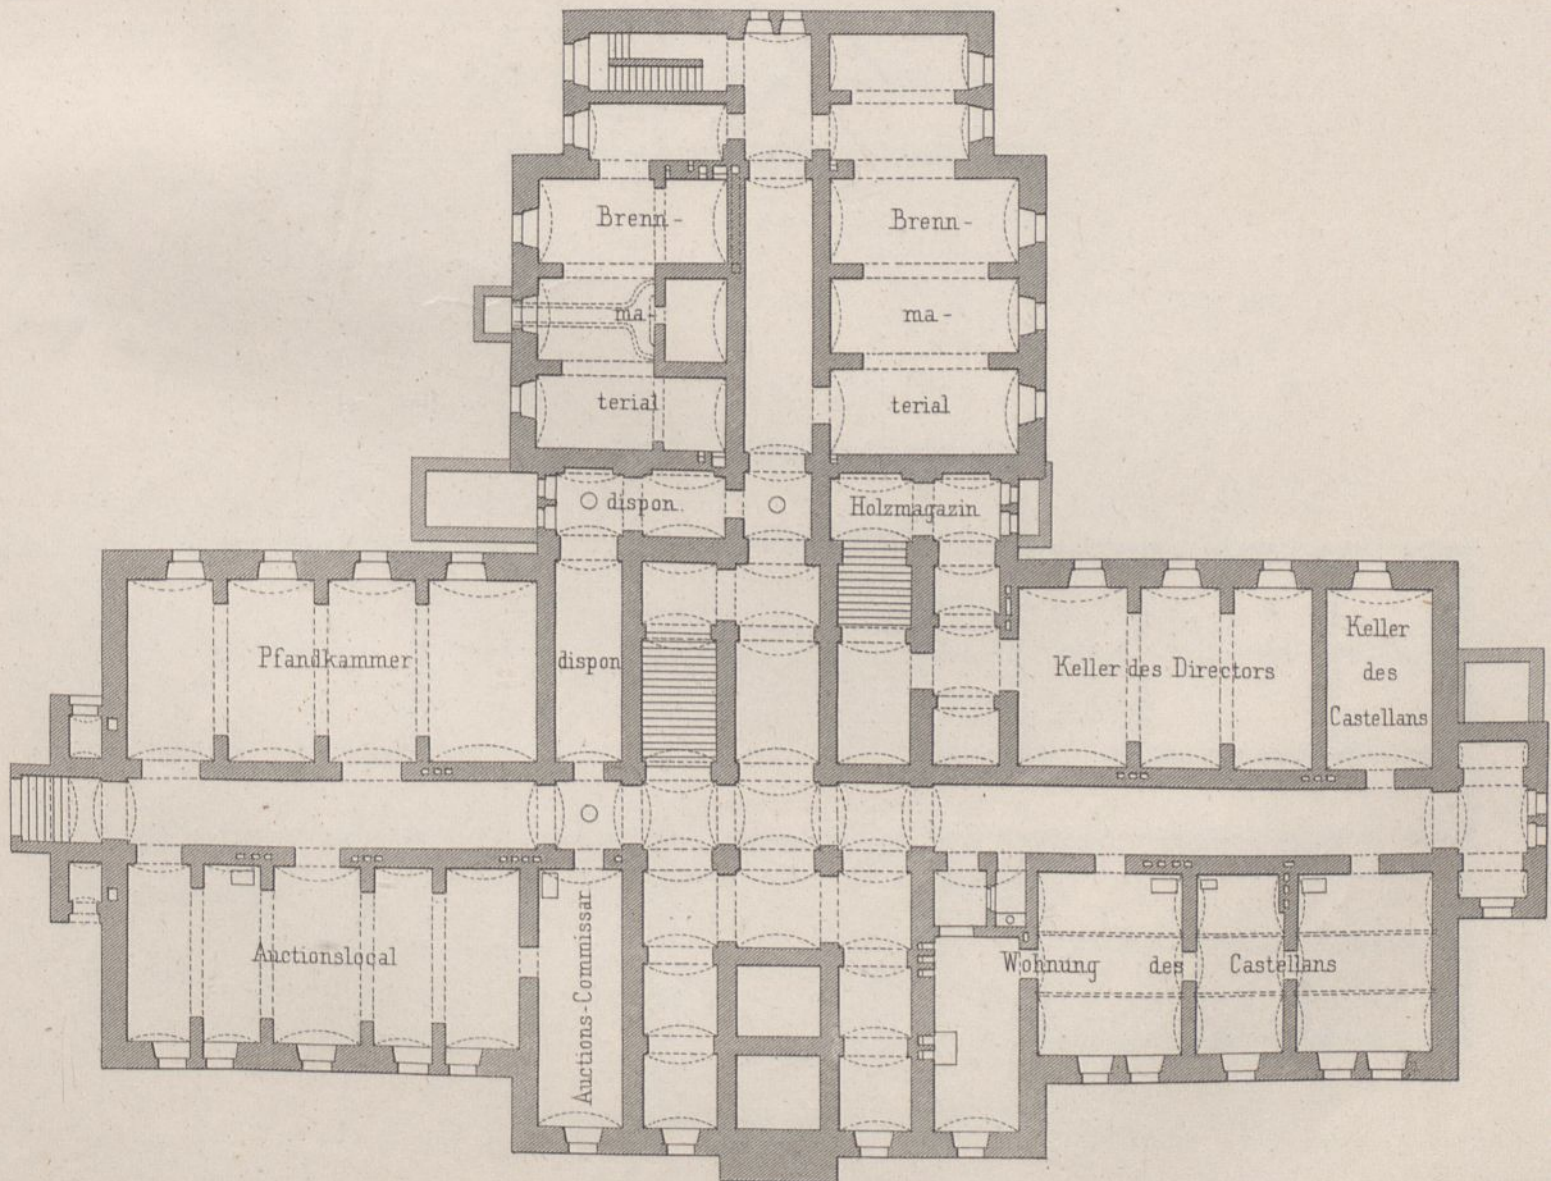 Brenn-
ma-
terial
Brenn-
ma-
terial
dispon.
Holzmagazin
Pfandkammer
dispon
Keller des Directors
Keller
des
Castellans
Auctionslocal
Auctions-Commissar
Wohnung des Castellans